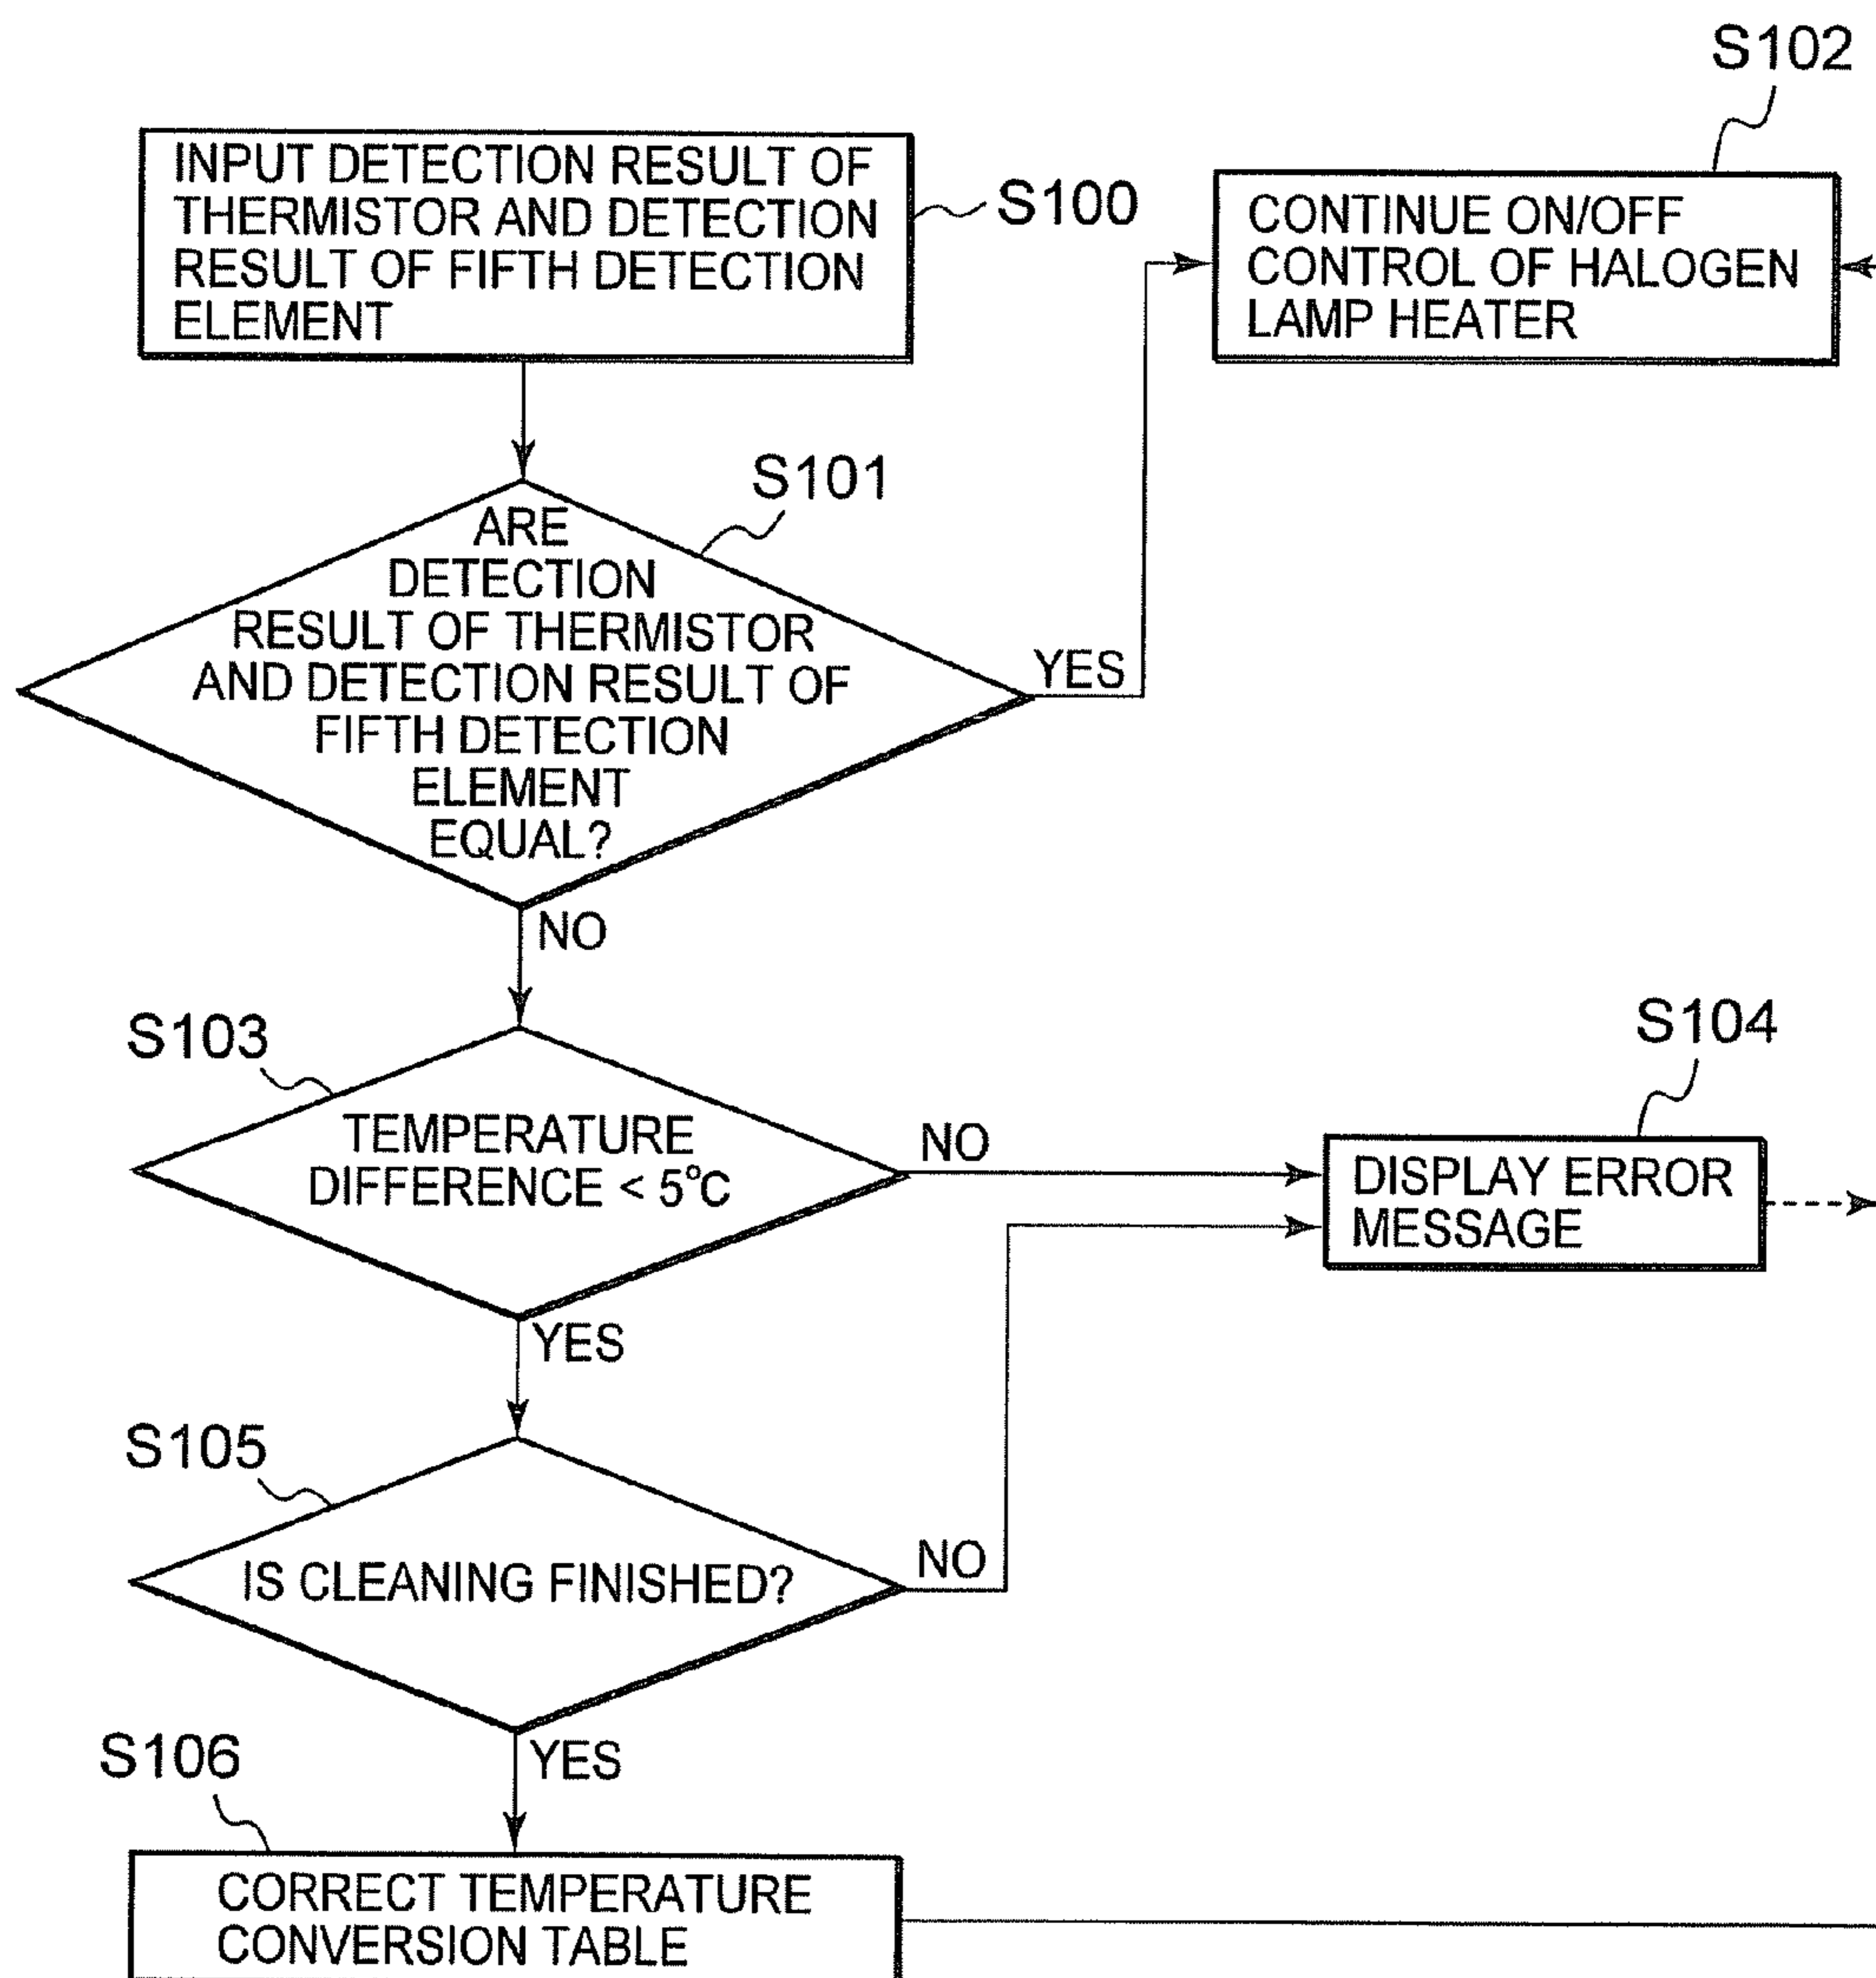 S102
INPUT DETECTION RESULT OF
THERMISTOR AND DETECTION
RESULT OF FIFTH DETECTION
ELEMENT
S100
CONTINUE ON/OFF
CONTROL OF HALOGEN
LAMP HEATER
S101
ARE
DETECTION
RESULT OF THERMISTOR
AND DETECTION RESULT OF
FIFTH DETECTION
ELEMENT
EQUAL?
YES
NO
S103
TEMPERATURE
DIFFERENCE < 5°C
NO
S104
DISPLAY ERROR
MESSAGE
YES
S105
IS CLEANING FINISHED?
NO
YES
S106
CORRECT TEMPERATURE
CONVERSION TABLE